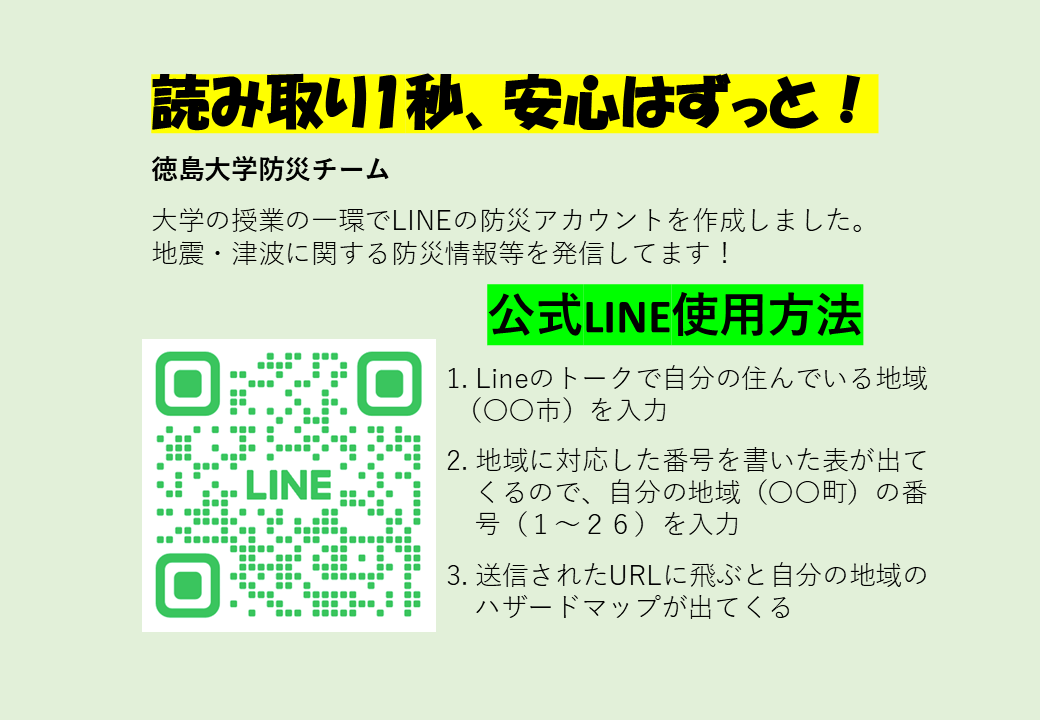 読み取り1秒、安心はずっと！
徳島大学防災チーム
大学の授業の一環でLINEの防災アカウントを作成しました。
地震・津波に関する防災情報等を発信してます！
公式LINE使用方法
1. Lineのトークで自分の住んでいる地域
（〇〇市）を入力
2. 地域に対応した番号を書いた表が出て
くるので、自分の地域（〇〇町）の番
号（１～２６）を入力
3. 送信されたURLに飛ぶと自分の地域の
ハザードマップが出てくる
LINE